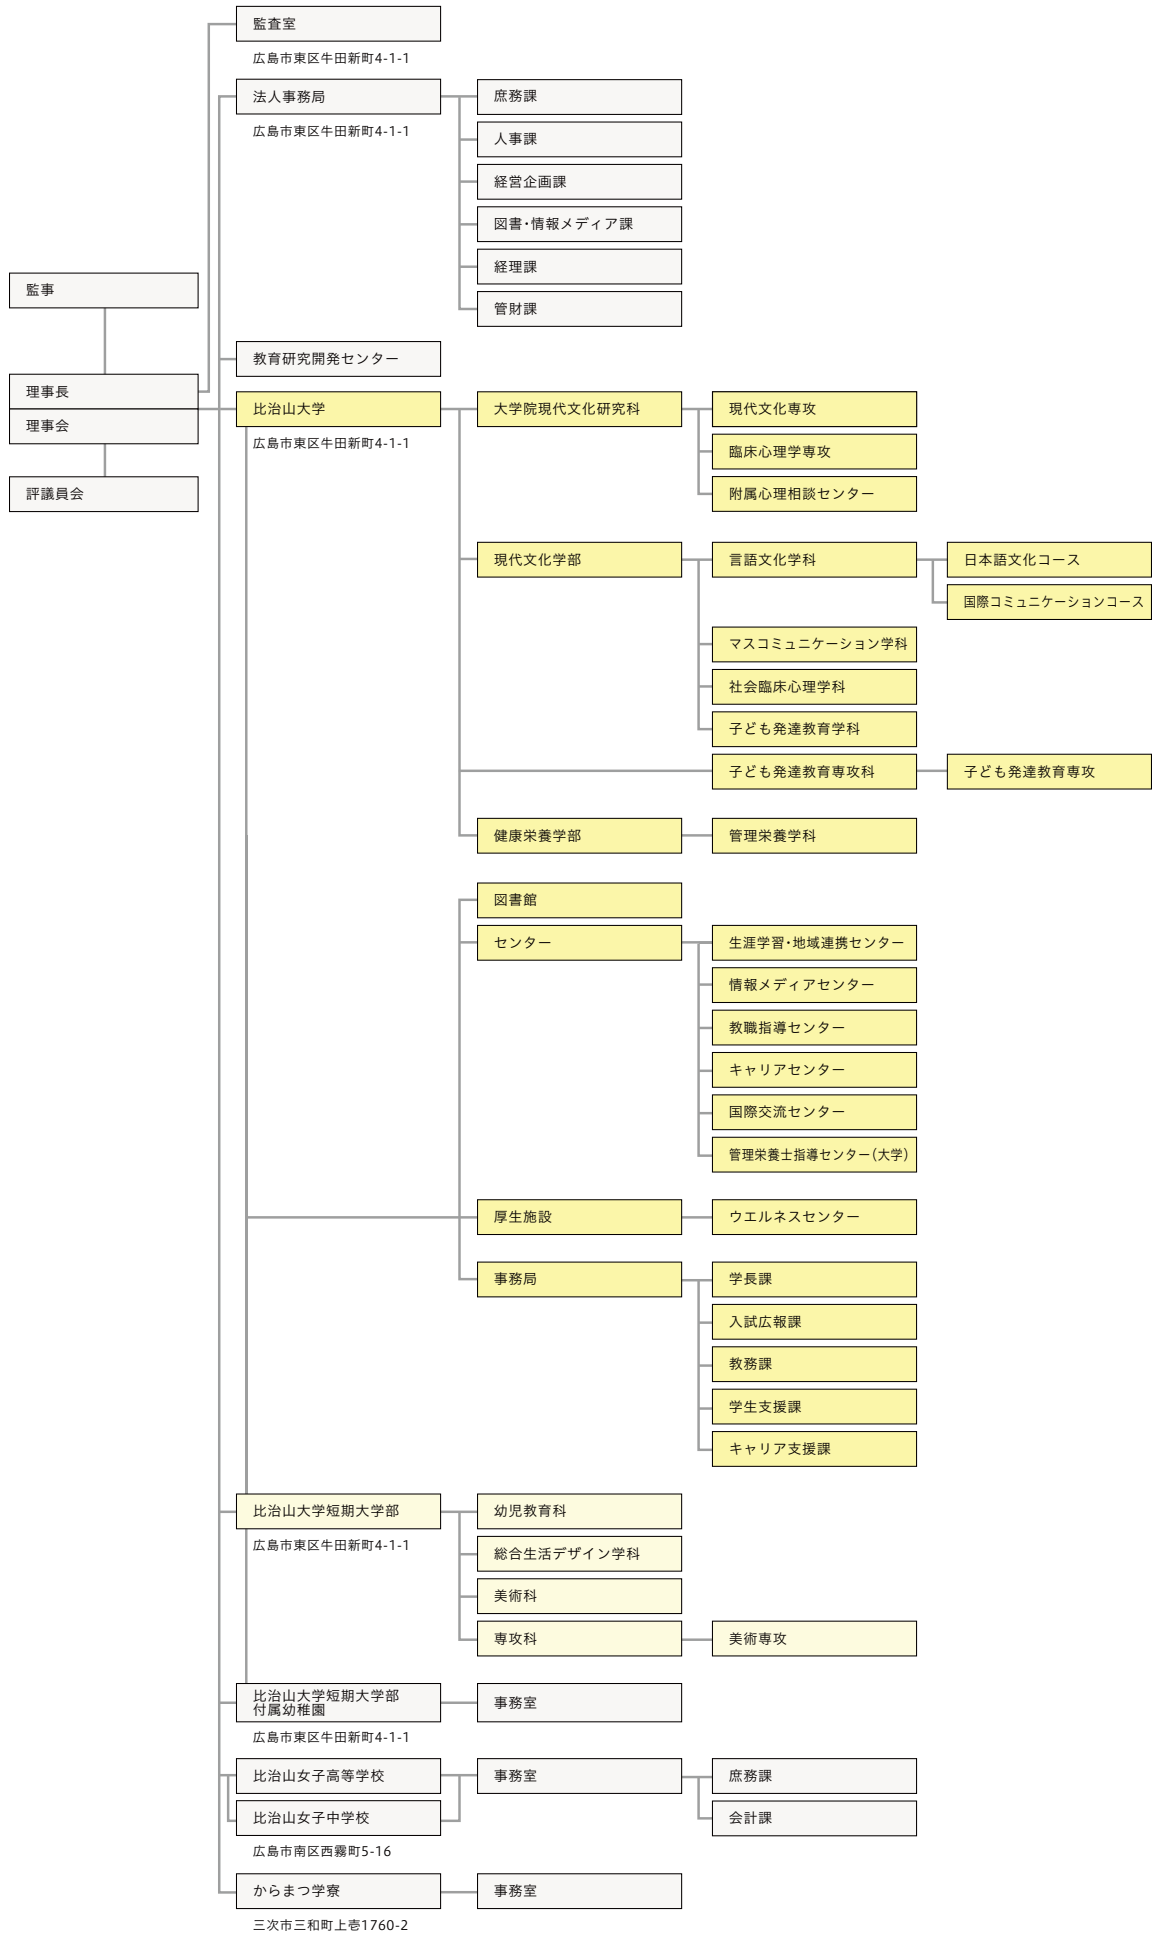 監査室
広島市東区牛田新町4-1-1
法人事務局
広島市東区牛田新町4-1-1
庶務課
人事課
経営企画課
図書・情報メディア課
経理課
管財課
監事
理事長
理事会
評議員会
教育研究開発センター
比治山大学
広島市東区牛田新町4-1-1
大学院現代文化研究科
現代文化専攻
臨床心理学専攻
附属心理相談センター
現代文化学部
言語文化学科
日本語文化コース
国際コミュニケーションコース
マスコミュニケーション学科
社会臨床心理学科
子ども発達教育学科
子ども発達教育専攻科
子ども発達教育専攻
健康栄養学部
管理栄養学科
図書館
センター
生涯学習・地域連携センター
情報メディアセンター
教職指導センター
キャリアセンター
国際交流センター
管理栄養士指導センター(大学)
厚生施設
ウエルネスセンター
事務局
学長課
入試広報課
教務課
学生支援課
キャリア支援課
比治山大学短期大学部
広島市東区牛田新町4-1-1
幼児教育科
総合生活デザイン学科
美術科
専攻科
美術専攻
比治山大学短期大学部
付属幼稚園
広島市東区牛田新町4-1-1
事務室
比治山女子高等学校
比治山女子中学校
広島市南区西霧町5-16
事務室
庶務課
会計課
からまつ学寮
三次市三和町上壱1760-2
事務室